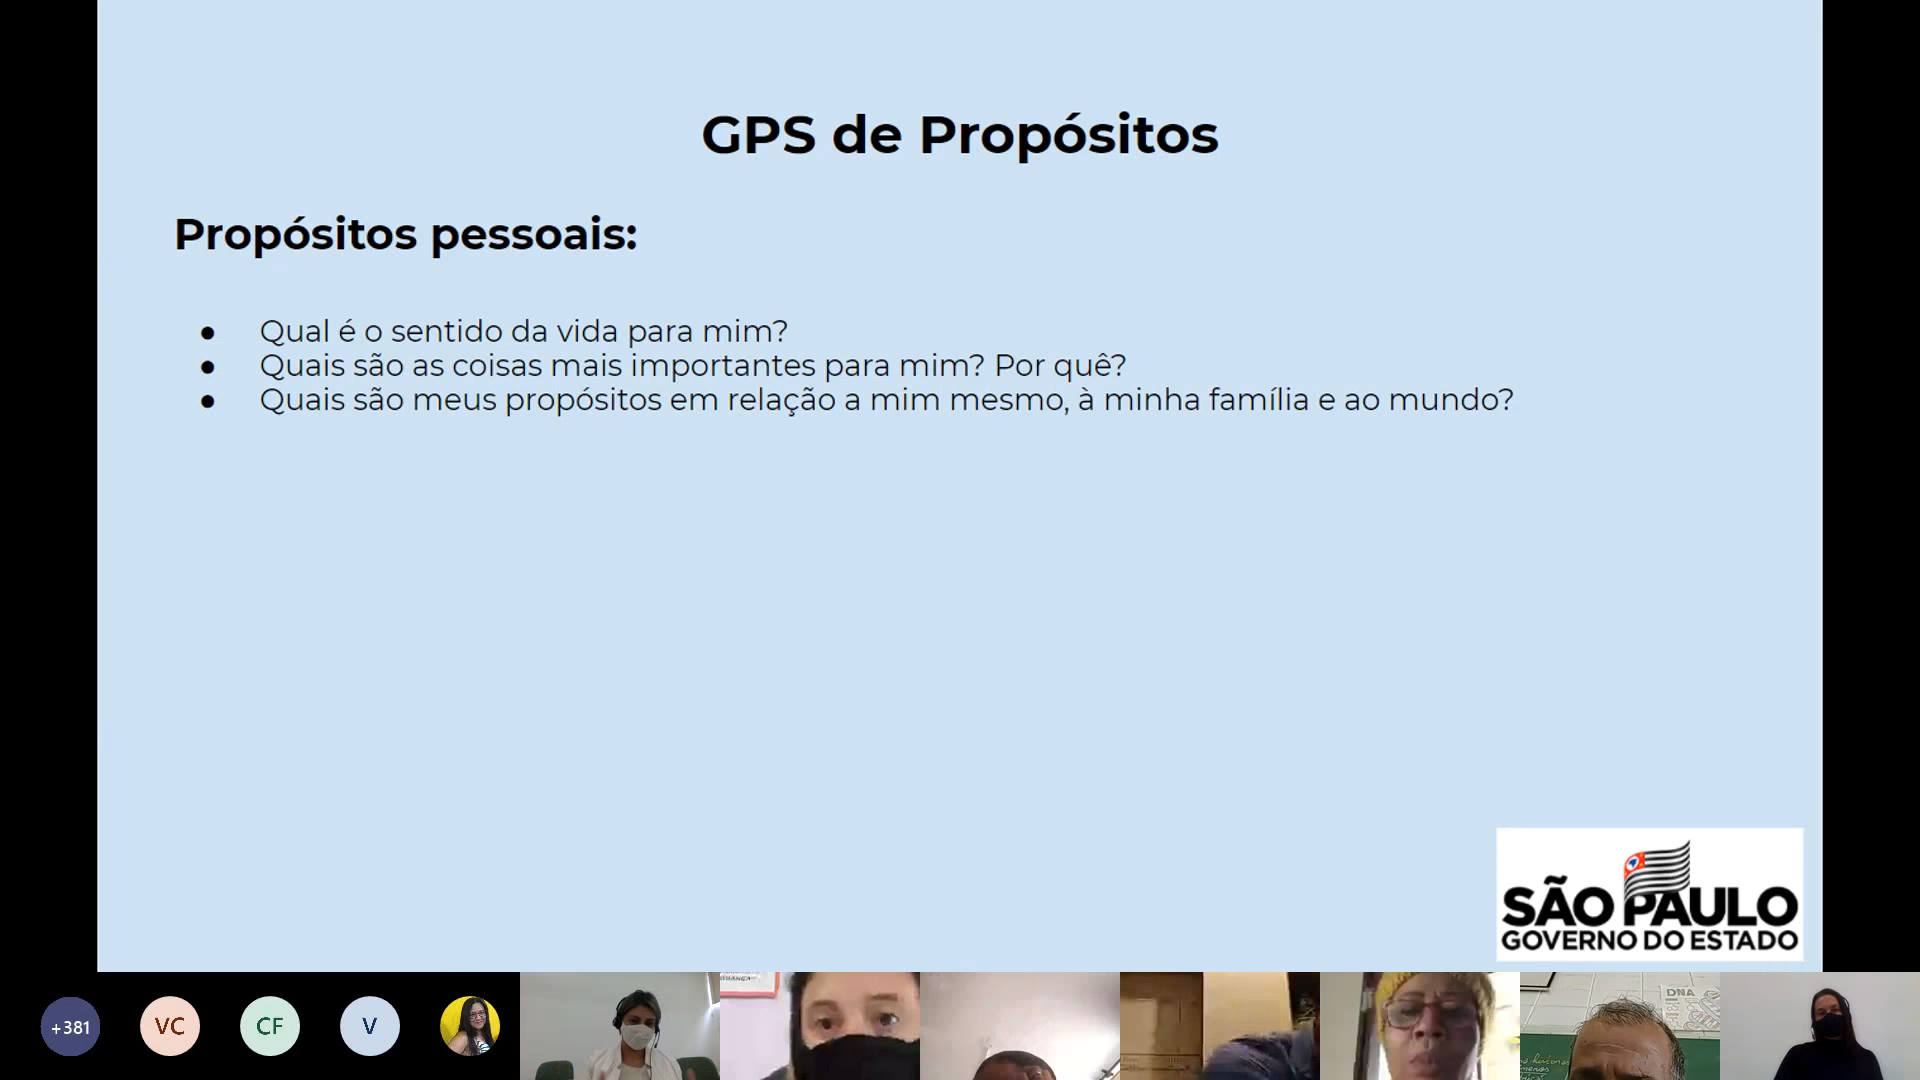 GPS de Propósitos
Propósitos pessoais:
● Qual é o sentido da vida para mim?
● Quais são as coisas mais importantes para mim? Por quê?
● Quais são meus propósitos em relação a mim mesmo, à minha família e ao mundo?
SÃO PAULO
GOVERNO DO ESTADO
+381
VC
CF
V
DNA